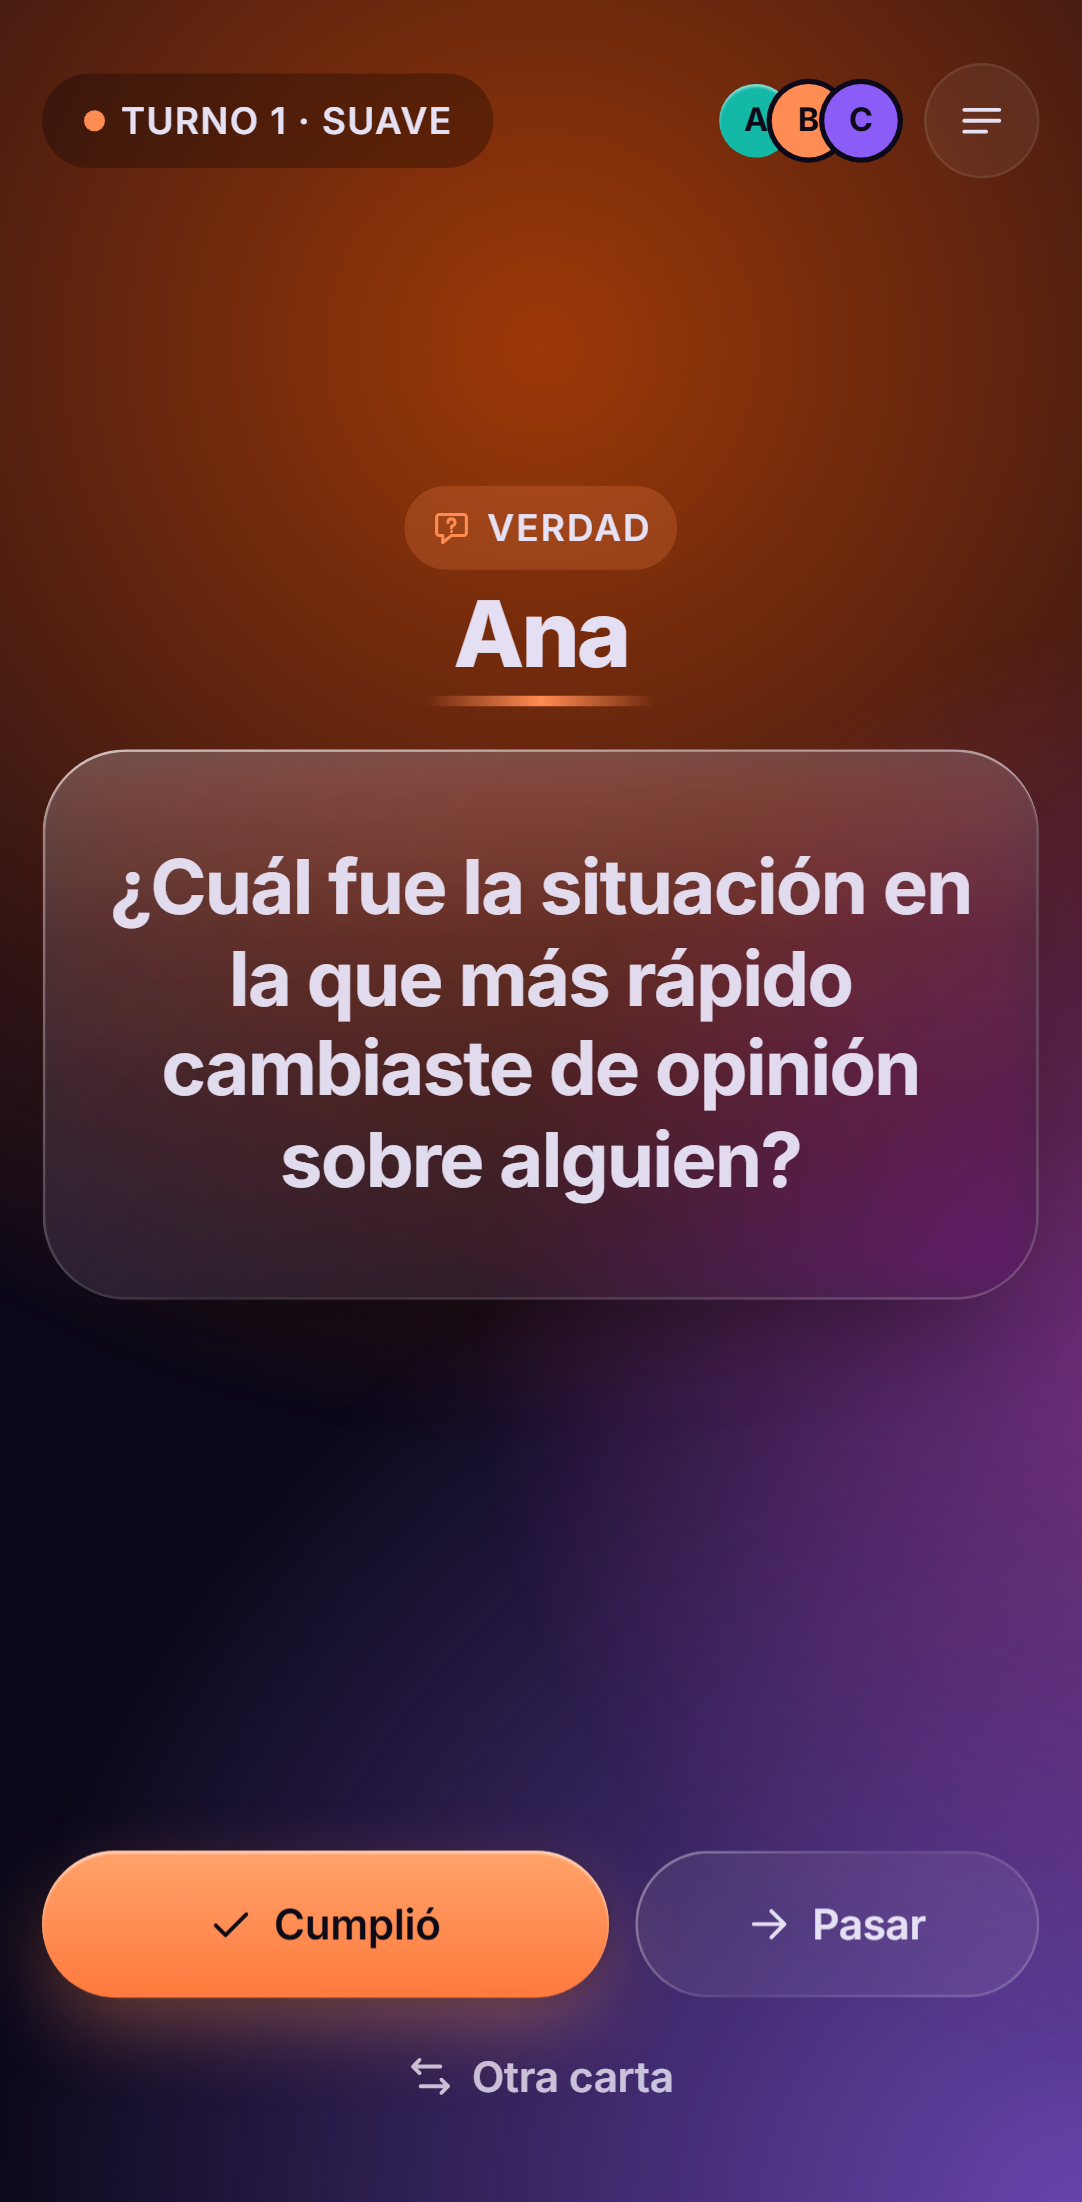 TURNO 1 · SUAVE
A B C
VERDAD
Ana
¿Cuál fue la situación en
la que más rápido
cambiaste de opinión
sobre alguien?
Cumplió
Pasar
Otra carta